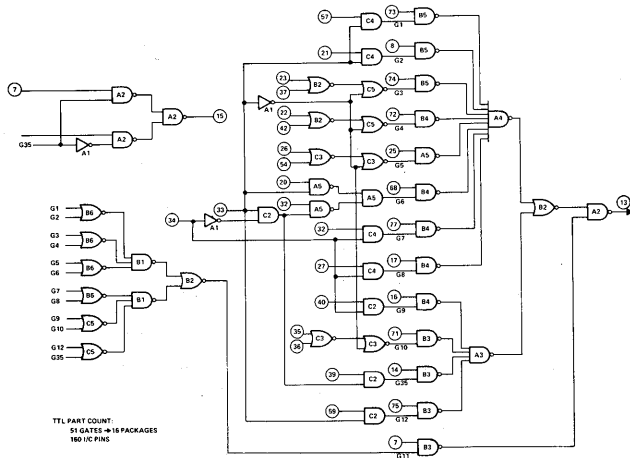 57
C4
73
G1
B5
21
C4
8
G2
B5
7
A2
A2
15
G35
A1
A2
23
37
B2
A1
C5
74
G3
B5
22
42
B2
C5
72
G4
B4
A4
26
54
C3
C3
25
G5
A5
20
A5
A5
68
G6
B4
33
34
A1
C2
32
A5
32
C4
77
G7
B4
B2
A2
13
27
C4
17
G8
B4
40
C2
16
G9
B4
35
36
C3
C3
71
G10
B3
A3
39
C2
14
G35
B3
59
C2
75
G12
B3
7
G11
B3
G1
G2
B6
G3
G4
B6
B1
G5
G6
B6
B2
G7
G8
B6
B1
G9
G10
C5
G12
G35
C5
TTL PART COUNT:
51 GATES → 16 PACKAGES
160 I/C PINS